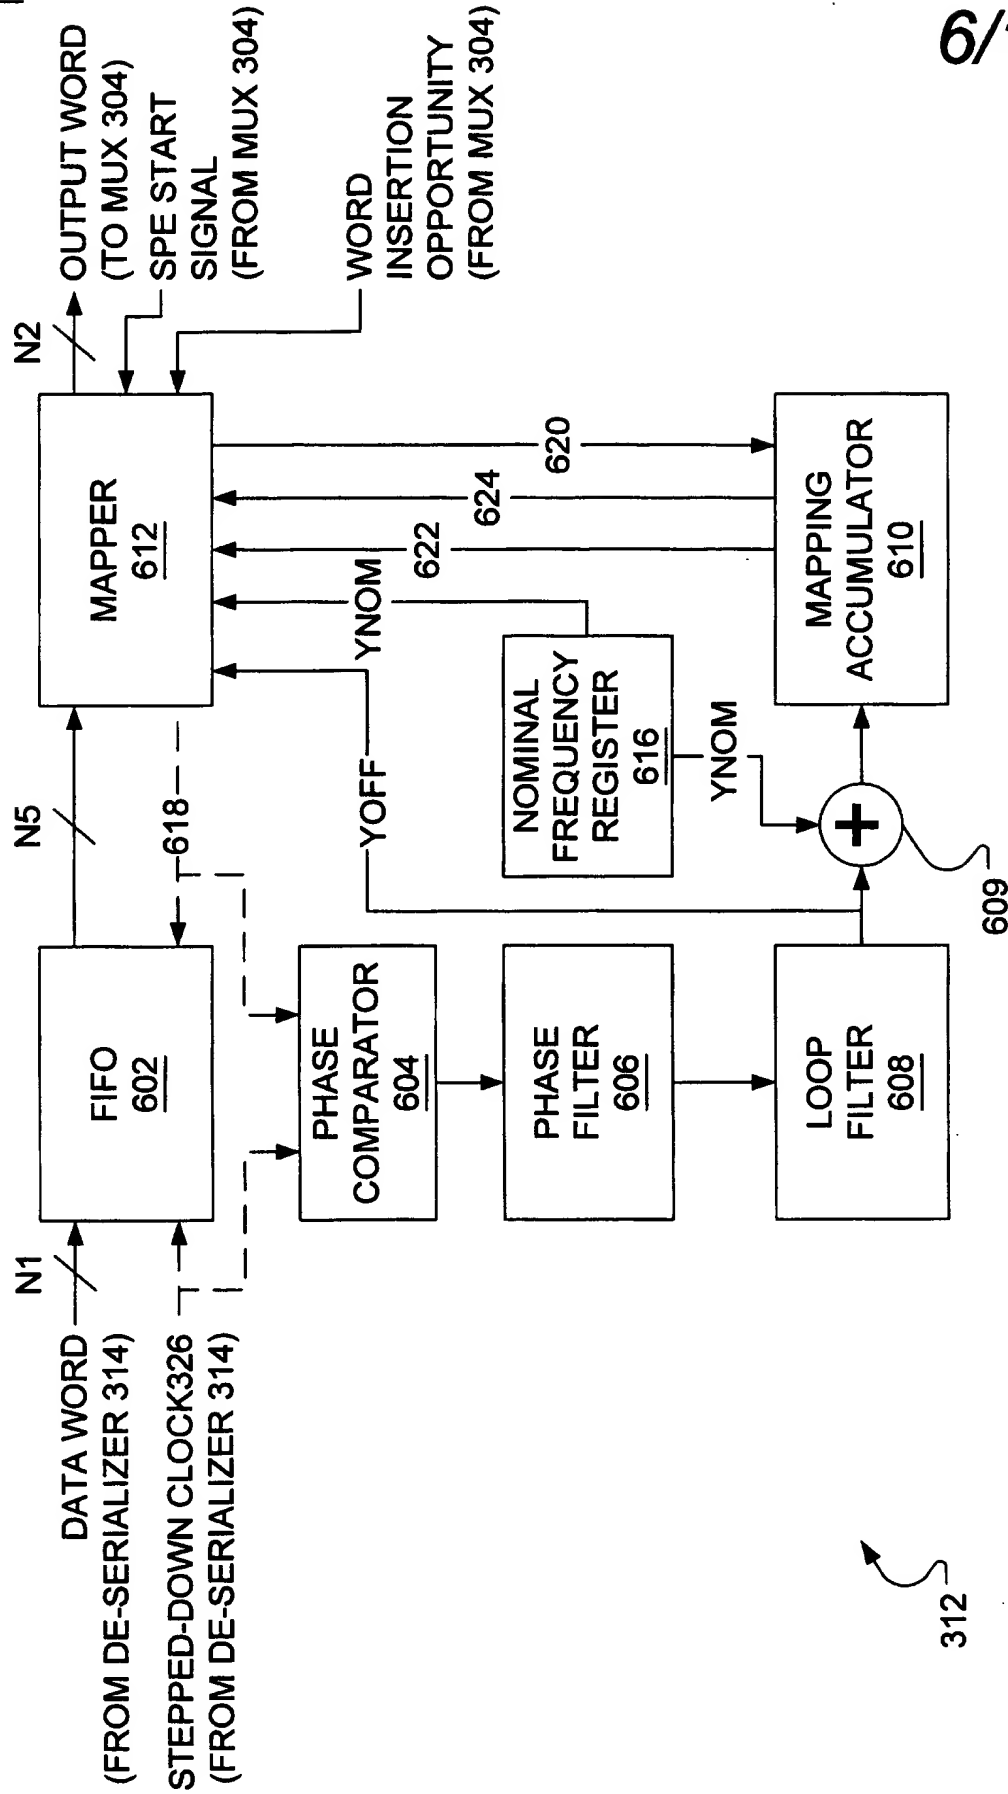 6/
DATA WORD
(FROM DE-SERIALIZER 314)
STEPPED-DOWN CLOCK326
(FROM DE-SERIALIZER 314)
N1
FIFO
602
N5
618
MAPPER
612
N2
OUTPUT WORD
(TO MUX 304)
SPE START
SIGNAL
(FROM MUX 304)
WORD
INSERTION
OPPORTUNITY
(FROM MUX 304)
PHASE
COMPARATOR
604
PHASE
FILTER
606
LOOP
FILTER
608
YOFF
YNOM
622
624
620
NOMINAL
FREQUENCY
REGISTER
616
YNOM
+
609
MAPPING
ACCUMULATOR
610
312